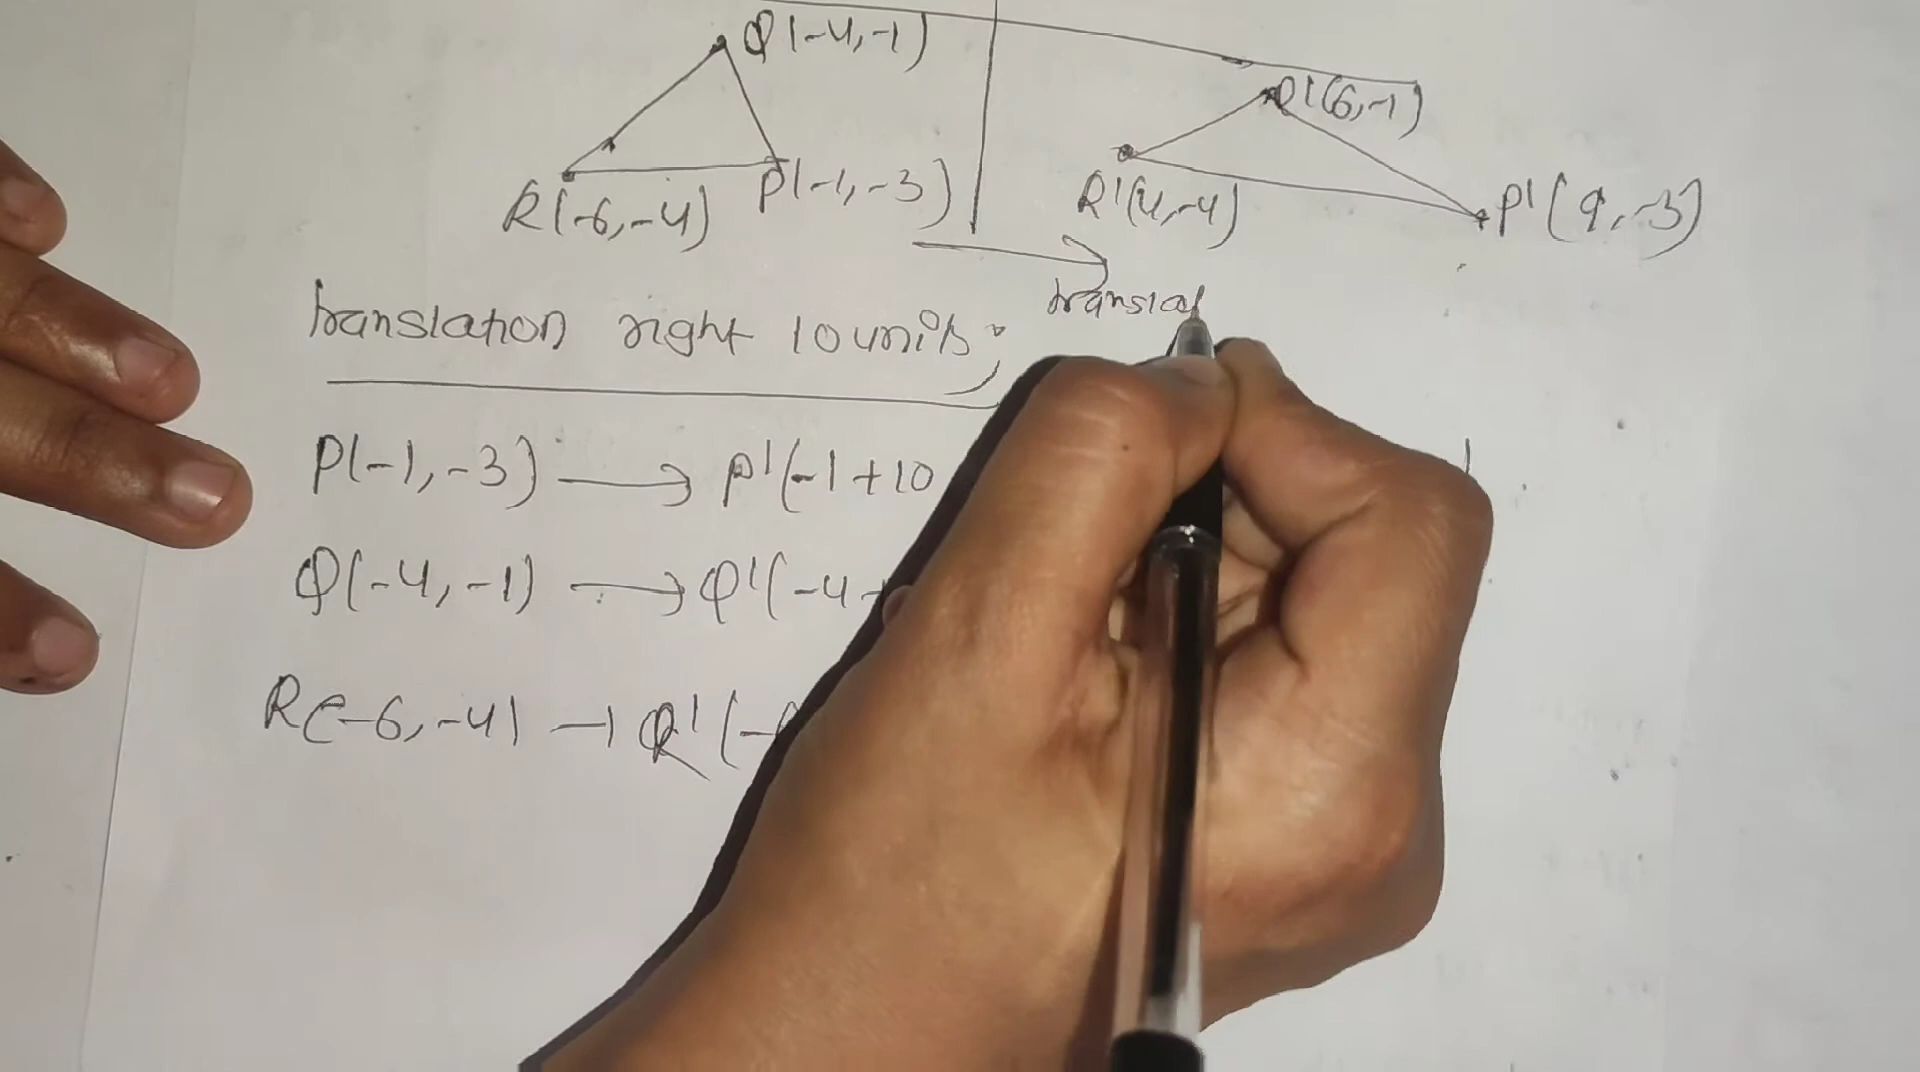 Q(-4,-1)
Q'(6,-1)
R(-6,-4) P(-1,-3)
R'(4,-4) P'(9,-3)
translat
translation right 10 units:
P(-1,-3) → P'(-1+10
Q(-4,-1) → Q'(-4+
R(-6,-4) → R'(-6